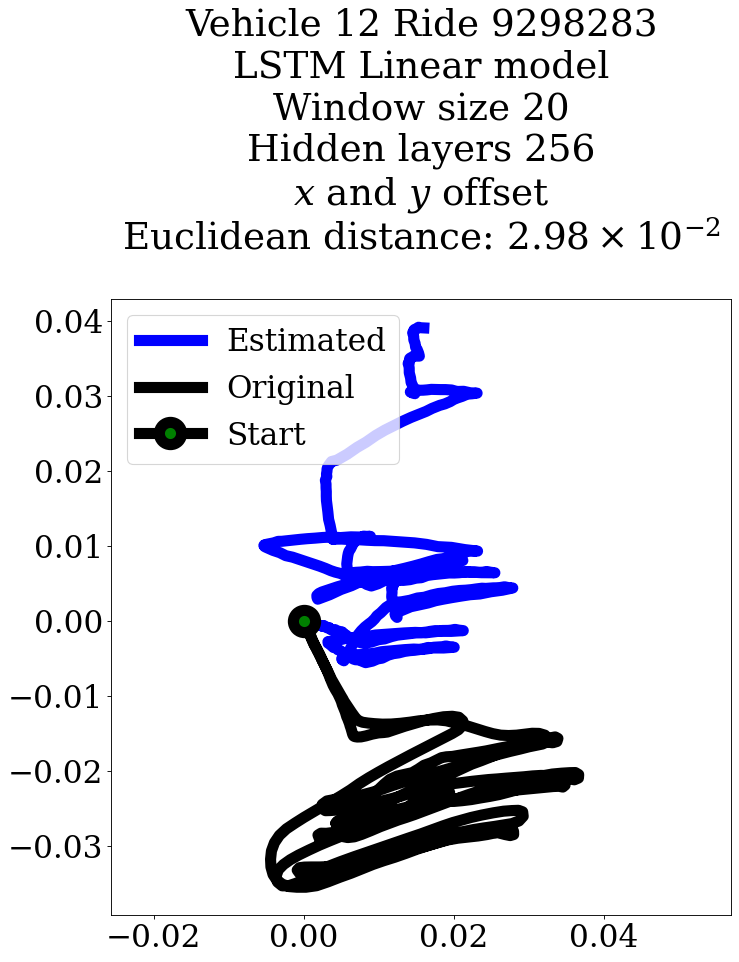 Vehicle 12 Ride 9298283
LSTM Linear model
Window size 20
Hidden layers 256
x and y offset
Euclidean distance: 2.98 × 10⁻²
Estimated
Original
Start
0.04
0.03
0.02
0.01
0.00
−0.01
−0.02
−0.03
−0.02 0.00 0.02 0.04